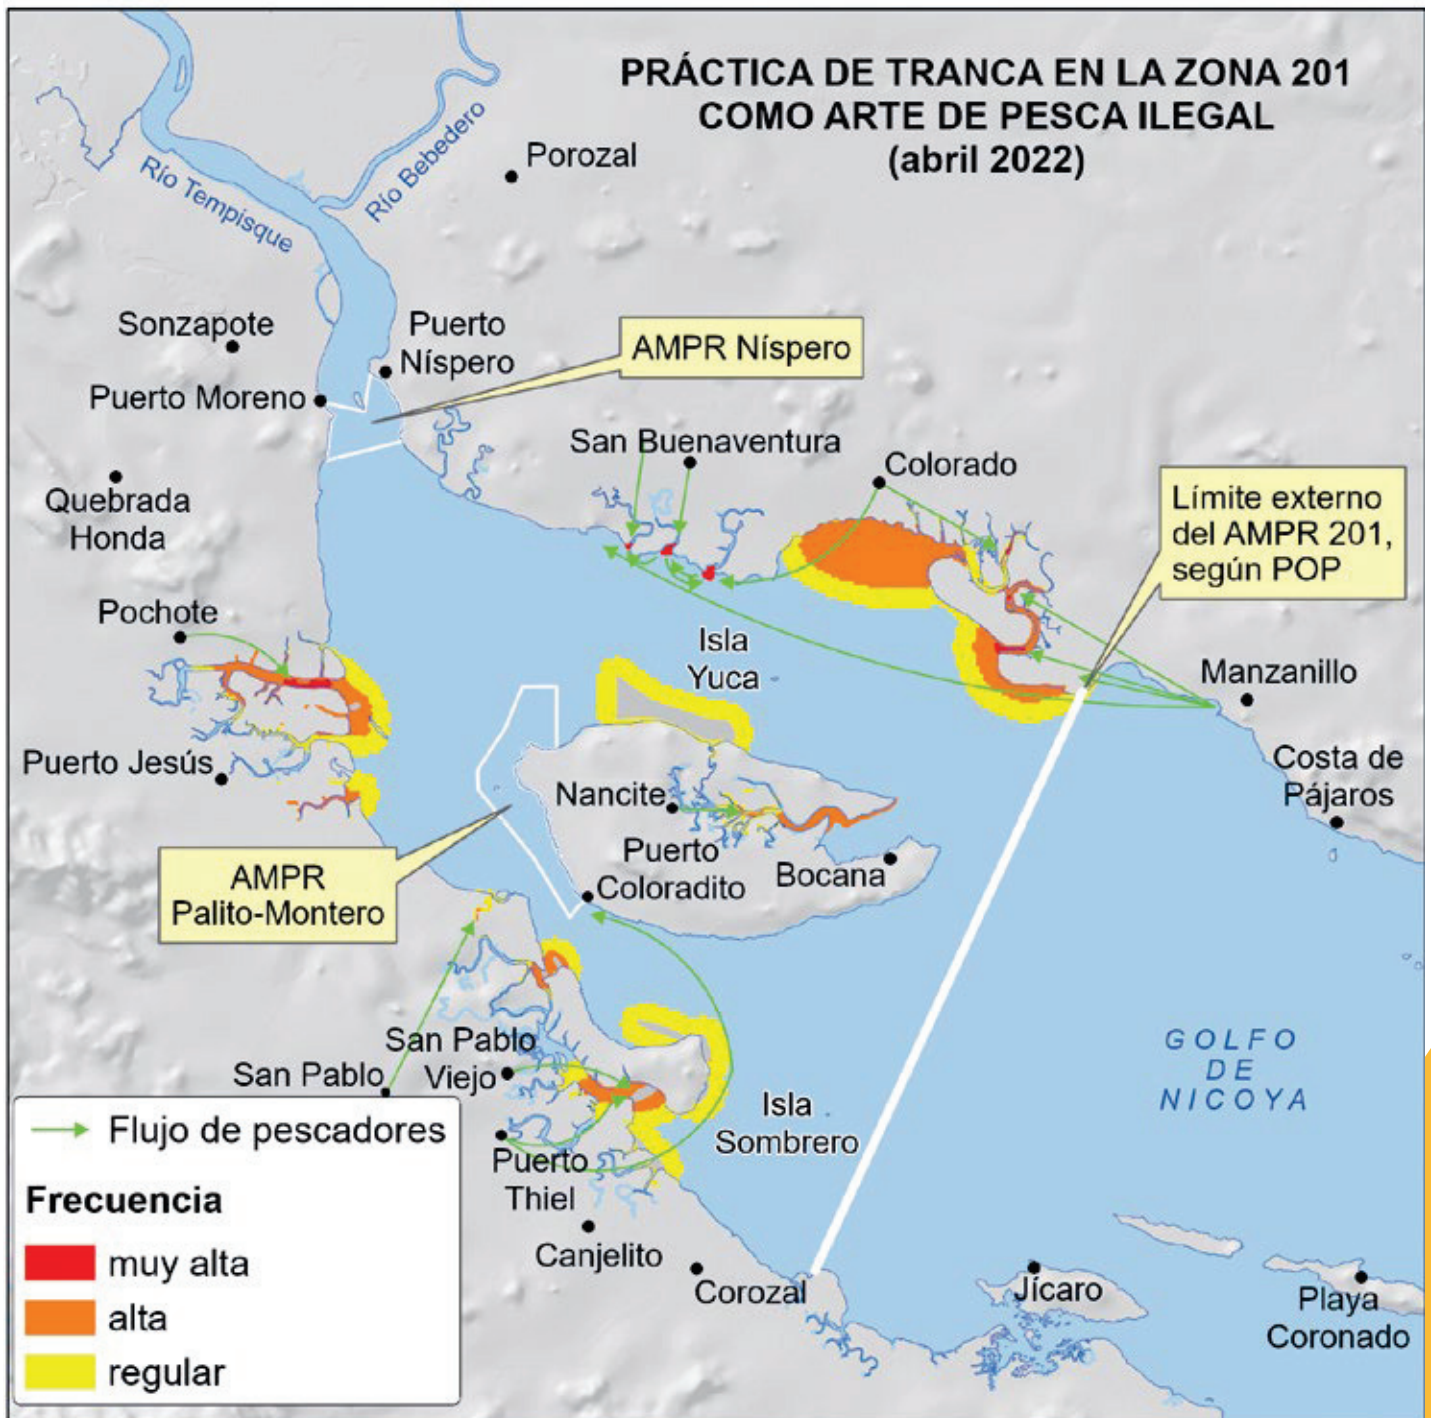 PRÁCTICA DE TRANCA EN LA ZONA 201
COMO ARTE DE PESCA ILEGAL
(abril 2022)
Río Tempisque
Río Bebedero
Porozal
Sonzapote
Puerto
Níspero
AMPR Níspero
Puerto Moreno
San Buenaventura
Colorado
Quebrada
Honda
Límite externo
del AMPR 201,
según POP
Pochote
Isla
Yuca
Manzanillo
Puerto Jesús
Costa de
Pájaros
Nancite
Puerto
Coloradito
Bocana
AMPR
Palito-Montero
San Pablo
Viejo
San Pablo
GOLFO
DE
NICOYA
Isla
Sombrero
Puerto
Thiel
Canjelito
Corozal
Jícaro
Playa
Coronado
Flujo de pescadores
Frecuencia
muy alta
alta
regular